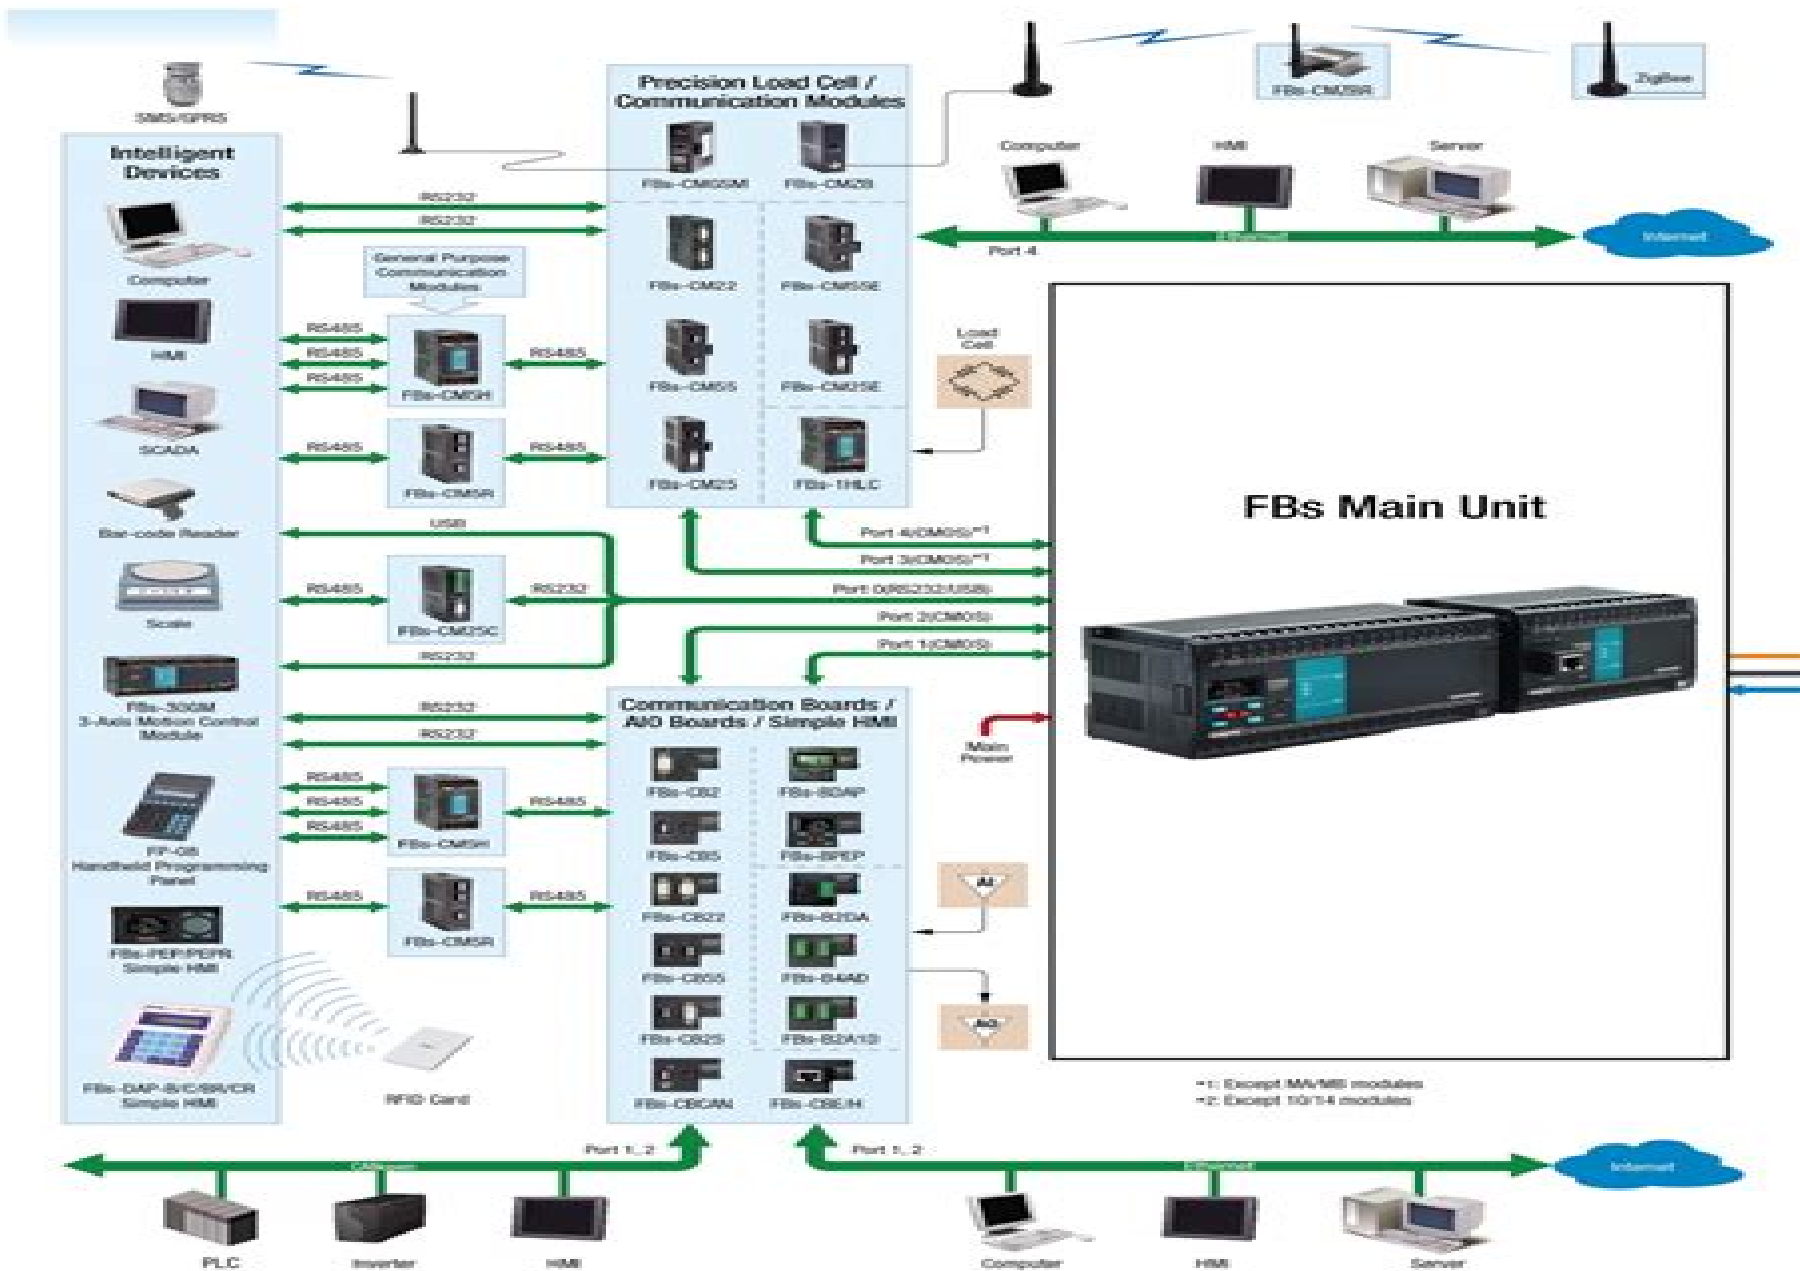 SMS/GPRS
Intelligent
Devices
Computer
HMI
SCADA
Bar-code Reader
Scale
FBs-30GM
3-Axis Motion Control
Module
FP-08
Handheld Programming
Panel
FBs-PEP/PEPR
Simple HMI
FBs-DAP-B/C/BR/CR
Simple HMI
RFID Card
RS232
RS232
General Purpose
Communication
Modules
RS485
RS485
RS485
FBs-CM5H
RS485
RS485
FBs-CM5R
RS485
USB
RS485
FBs-CM25C
RS232
RS232
RS232
RS232
RS485
RS485
RS485
FBs-CM5H
RS485
RS485
FBs-CM5R
RS485
Precision Load Cell /
Communication Modules
FBs-CMGSM
FBs-CMZB
FBs-CM22
FBs-CM55E
FBs-CM55
FBs-CM25E
FBs-CM25
FBs-1HLC
FBs-CMZBR
ZigBee
Computer
HMI
Server
Port 4
Ethernet
Internet
Load
Cell
Port 4(CMOS)*1
Port 3(CMOS)*1
Port 0(RS232/USB)
Port 2(CMOS)
Port 1(CMOS)
Main
Power
FBs Main Unit
Communication Boards /
AIO Boards / Simple HMI
FBs-CB2
FBs-BDAP
FBs-CB5
FBs-BPEP
FBs-CB22
FBs-B2DA
FBs-CB55
FBs-B4AD
FBs-CB25
FBs-B2A1D
FBs-CBCAN
FBs-CBE/H
AI
AO
*1: Except MA/MB modules
*2: Except 10/14 modules
Port 1, 2
CANopen
PLC
Inverter
HMI
Port 1, 2
Ethernet
Internet
Computer
HMI
Server